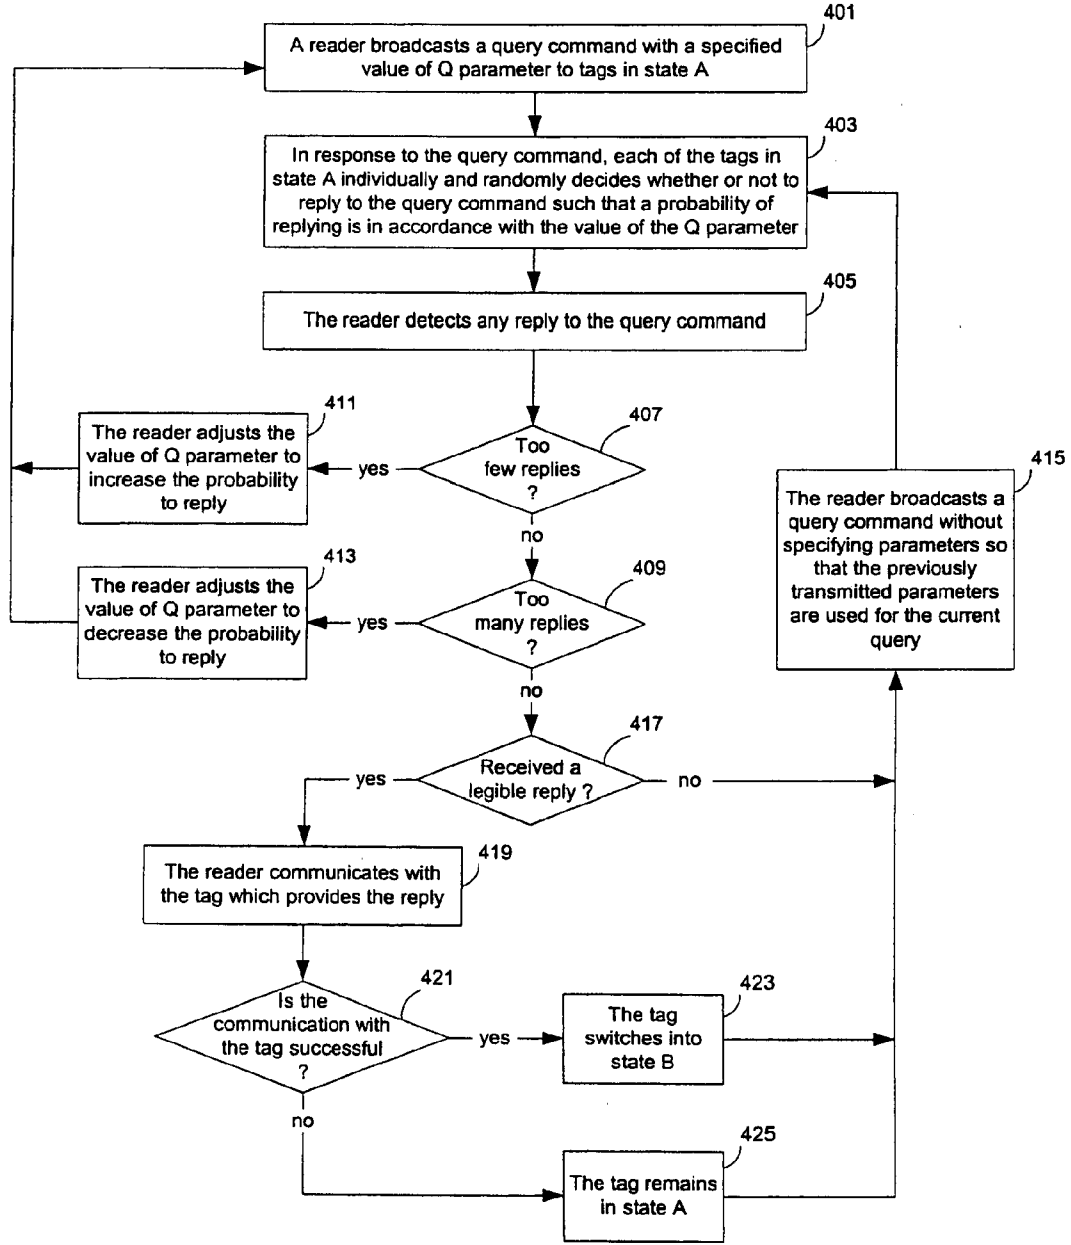 401
A reader broadcasts a query command with a specified
value of Q parameter to tags in state A
403
In response to the query command, each of the tags in
state A individually and randomly decides whether or not to
reply to the query command such that a probability of
replying is in accordance with the value of the Q parameter
405
The reader detects any reply to the query command
407
Too
few replies
?
yes
411
The reader adjusts the
value of Q parameter to
increase the probability
to reply
no
409
Too
many replies
?
yes
413
The reader adjusts the
value of Q parameter to
decrease the probability
to reply
no
415
The reader broadcasts a
query command without
specifying parameters so
that the previously
transmitted parameters
are used for the current
query
417
Received a
legible reply ?
yes
no
419
The reader communicates with
the tag which provides the reply
421
Is the
communication with
the tag successful
?
yes
423
The tag
switches into
state B
no
425
The tag remains
in state A